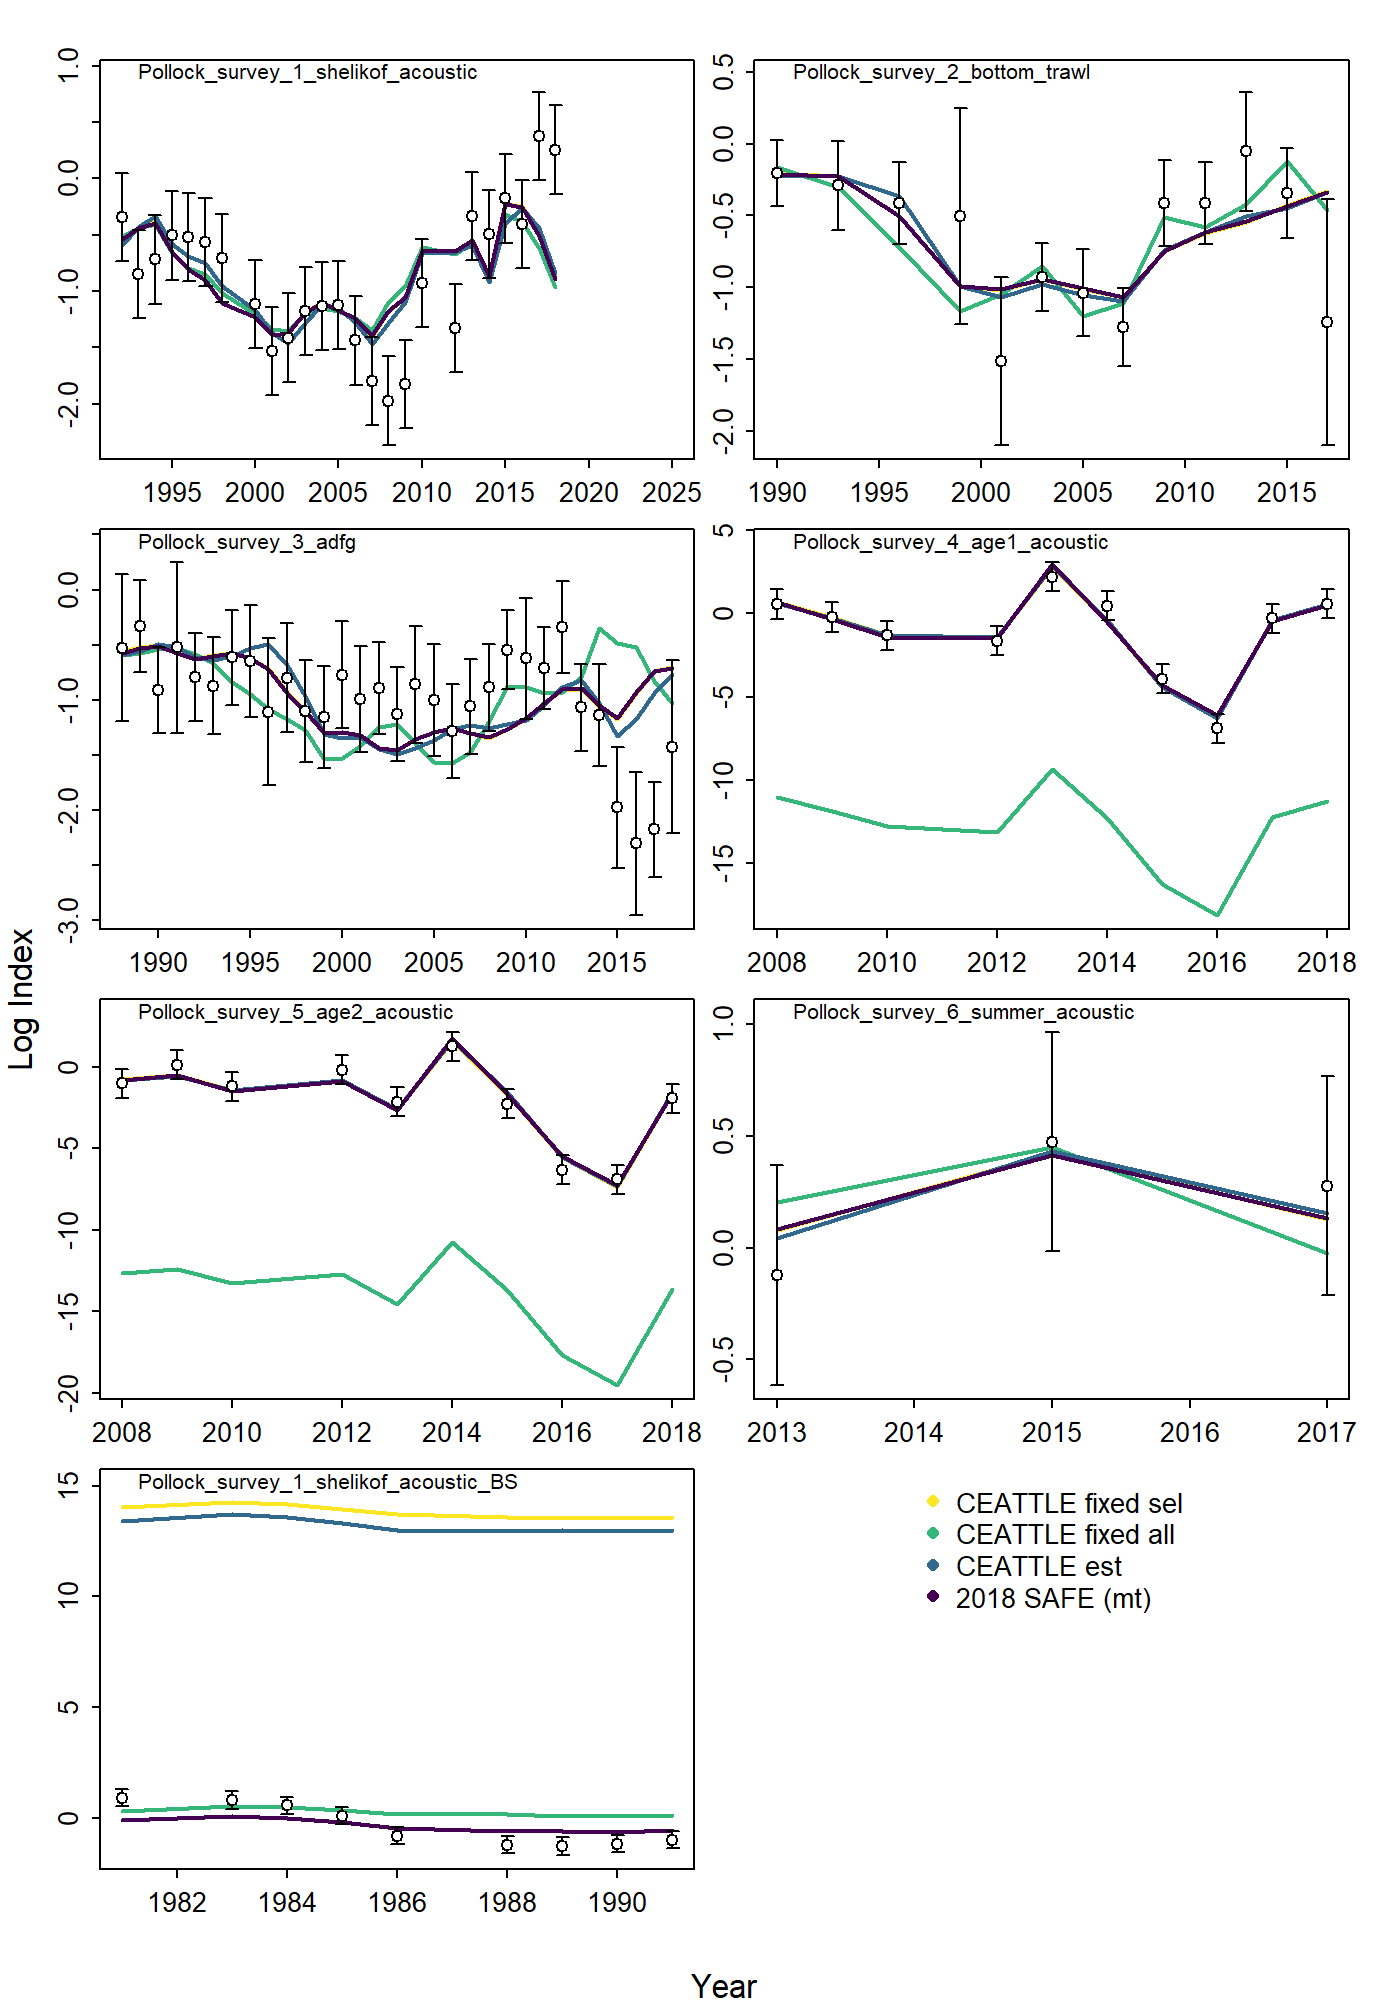 Pollock_survey_1_shelikof_acoustic
1.0
0.0
-1.0
-2.0
1995 2000 2005 2010 2015 2020 2025
Pollock_survey_2_bottom_trawl
0.5
0.0
-0.5
-1.0
-1.5
-2.0
1990 1995 2000 2005 2010 2015
Pollock_survey_3_adfg
0.0
-1.0
-2.0
-3.0
1990 1995 2000 2005 2010 2015
Pollock_survey_4_age1_acoustic
5
0
-5
-10
-15
2008 2010 2012 2014 2016 2018
Log Index
Pollock_survey_5_age2_acoustic
0
-5
-10
-15
-20
2008 2010 2012 2014 2016 2018
Pollock_survey_6_summer_acoustic
1.0
0.5
0.0
-0.5
2013 2014 2015 2016 2017
Pollock_survey_1_shelikof_acoustic_BS
15
10
5
0
1982 1984 1986 1988 1990
CEATTLE fixed sel
CEATTLE fixed all
CEATTLE est
2018 SAFE (mt)
Year